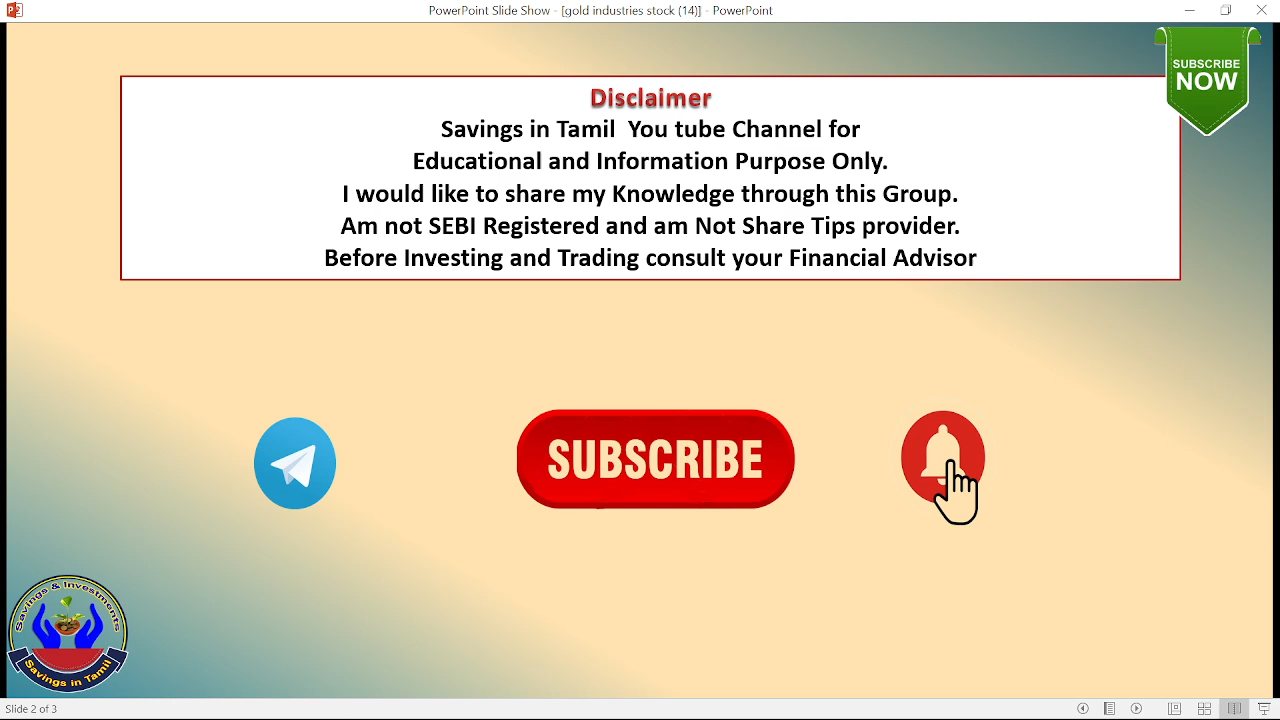 PowerPoint Slide Show - [gold industries stock (14)] - PowerPoint
SUBSCRIBE
NOW
Disclaimer
Savings in Tamil  You tube Channel for
Educational and Information Purpose Only.
I would like to share my Knowledge through this Group.
Am not SEBI Registered and am Not Share Tips provider.
Before Investing and Trading consult your Financial Advisor
SUBSCRIBE
Savings & Investments
Savings in Tamil
Slide 2 of 3